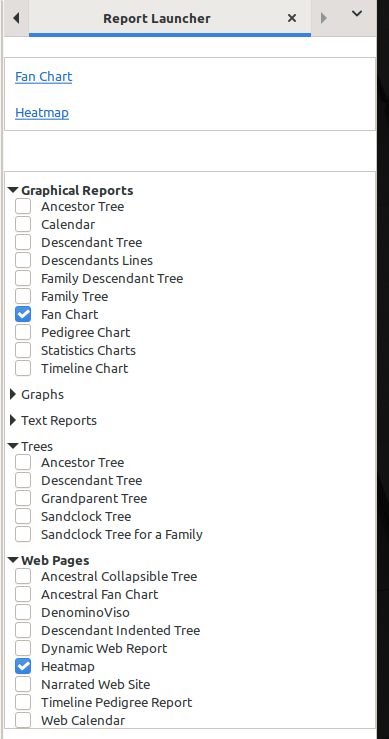 Report Launcher
Fan Chart
Heatmap
Graphical Reports
Ancestor Tree
Calendar
Descendant Tree
Descendants Lines
Family Descendant Tree
Family Tree
Fan Chart
Pedigree Chart
Statistics Charts
Timeline Chart
Graphs
Text Reports
Trees
Ancestor Tree
Descendant Tree
Grandparent Tree
Sandclock Tree
Sandclock Tree for a Family
Web Pages
Ancestral Collapsible Tree
Ancestral Fan Chart
DenominoViso
Descendant Indented Tree
Dynamic Web Report
Heatmap
Narrated Web Site
Timeline Pedigree Report
Web Calendar